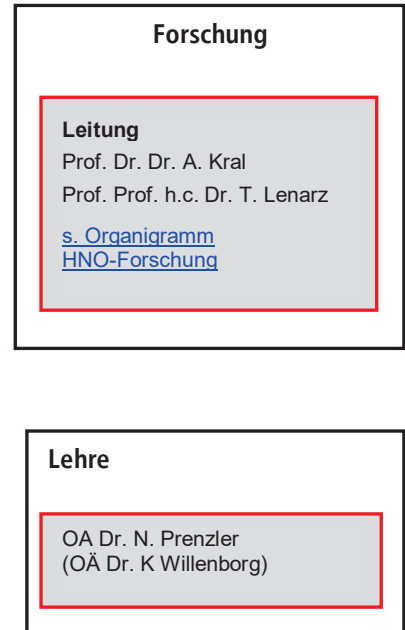 Forschung
Leitung
Prof. Dr. Dr. A. Kral
Prof. Prof. h.c. Dr. T. Lenarz
s. Organigramm
HNO-Forschung
Lehre
OA Dr. N. Prenzler
(OÄ Dr. K Willenborg)